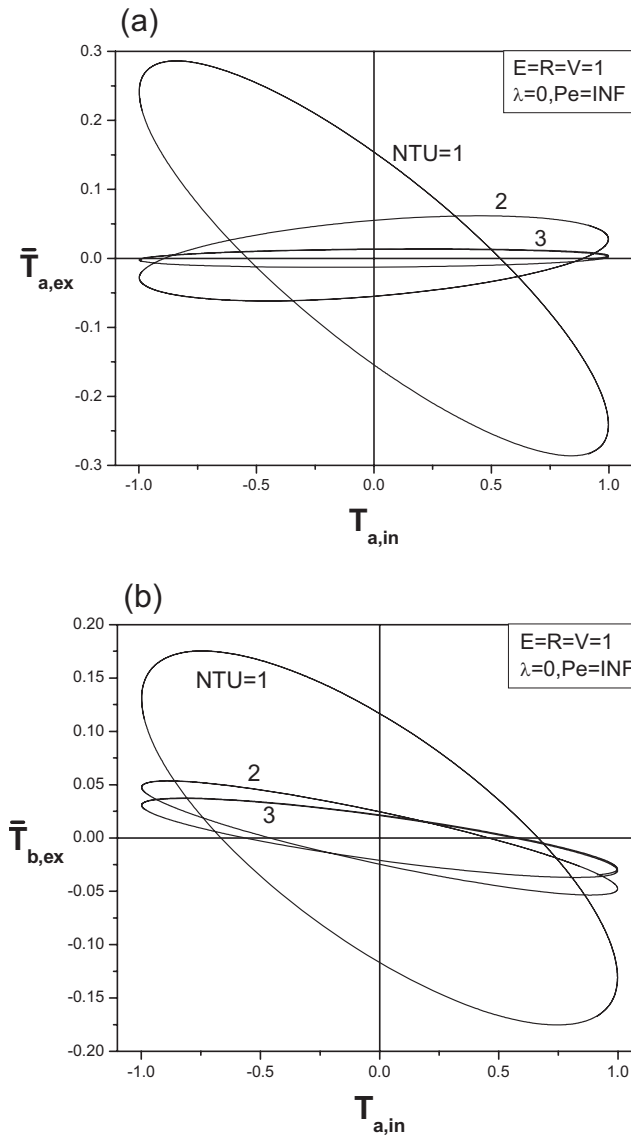 (a)
0.3
0.2
0.1
0.0
-0.1
-0.2
-0.3
E=R=V=1
λ=0,Pe=INF
NTU=1
2
3
T̄a,ex
-1.0 -0.5 0.0 0.5 1.0
Ta,in
(b)
0.20
0.15
0.10
0.05
0.00
-0.05
-0.10
-0.15
-0.20
E=R=V=1
λ=0,Pe=INF
NTU=1
2
3
T̄b,ex
-1.0 -0.5 0.0 0.5 1.0
Ta,in